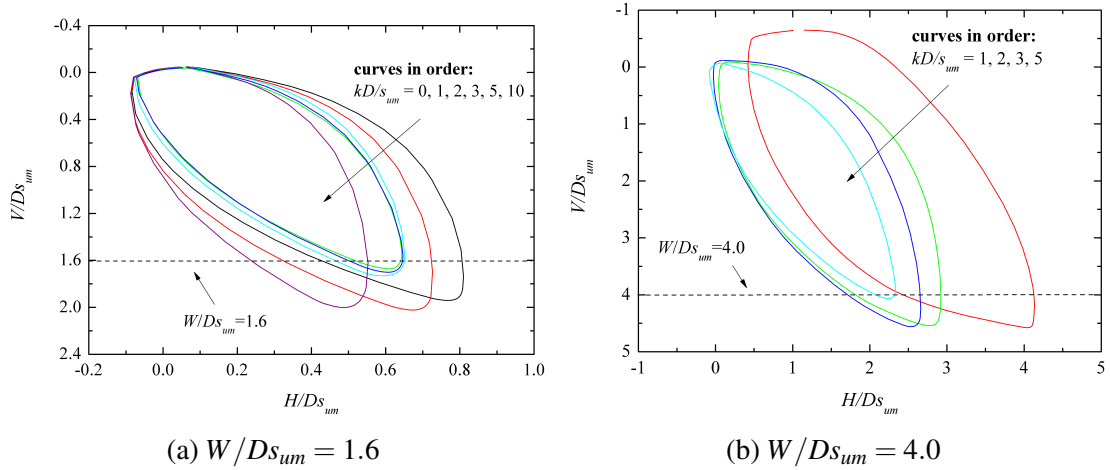 -0.4
0.0
0.4
0.8
1.2
1.6
2.0
2.4
V/Ds_um
curves in order:
kD/s_um = 0, 1, 2, 3, 5, 10
W/Ds_um=1.6
-0.2 0.0 0.2 0.4 0.6 0.8 1.0
H/Ds_um
(a) W/Ds_um = 1.6
-1
0
1
2
3
4
5
V/Ds_um
curves in order:
kD/s_um = 1, 2, 3, 5
W/Ds_um=4.0
-1 0 1 2 3 4 5
H/Ds_um
(b) W/Ds_um = 4.0